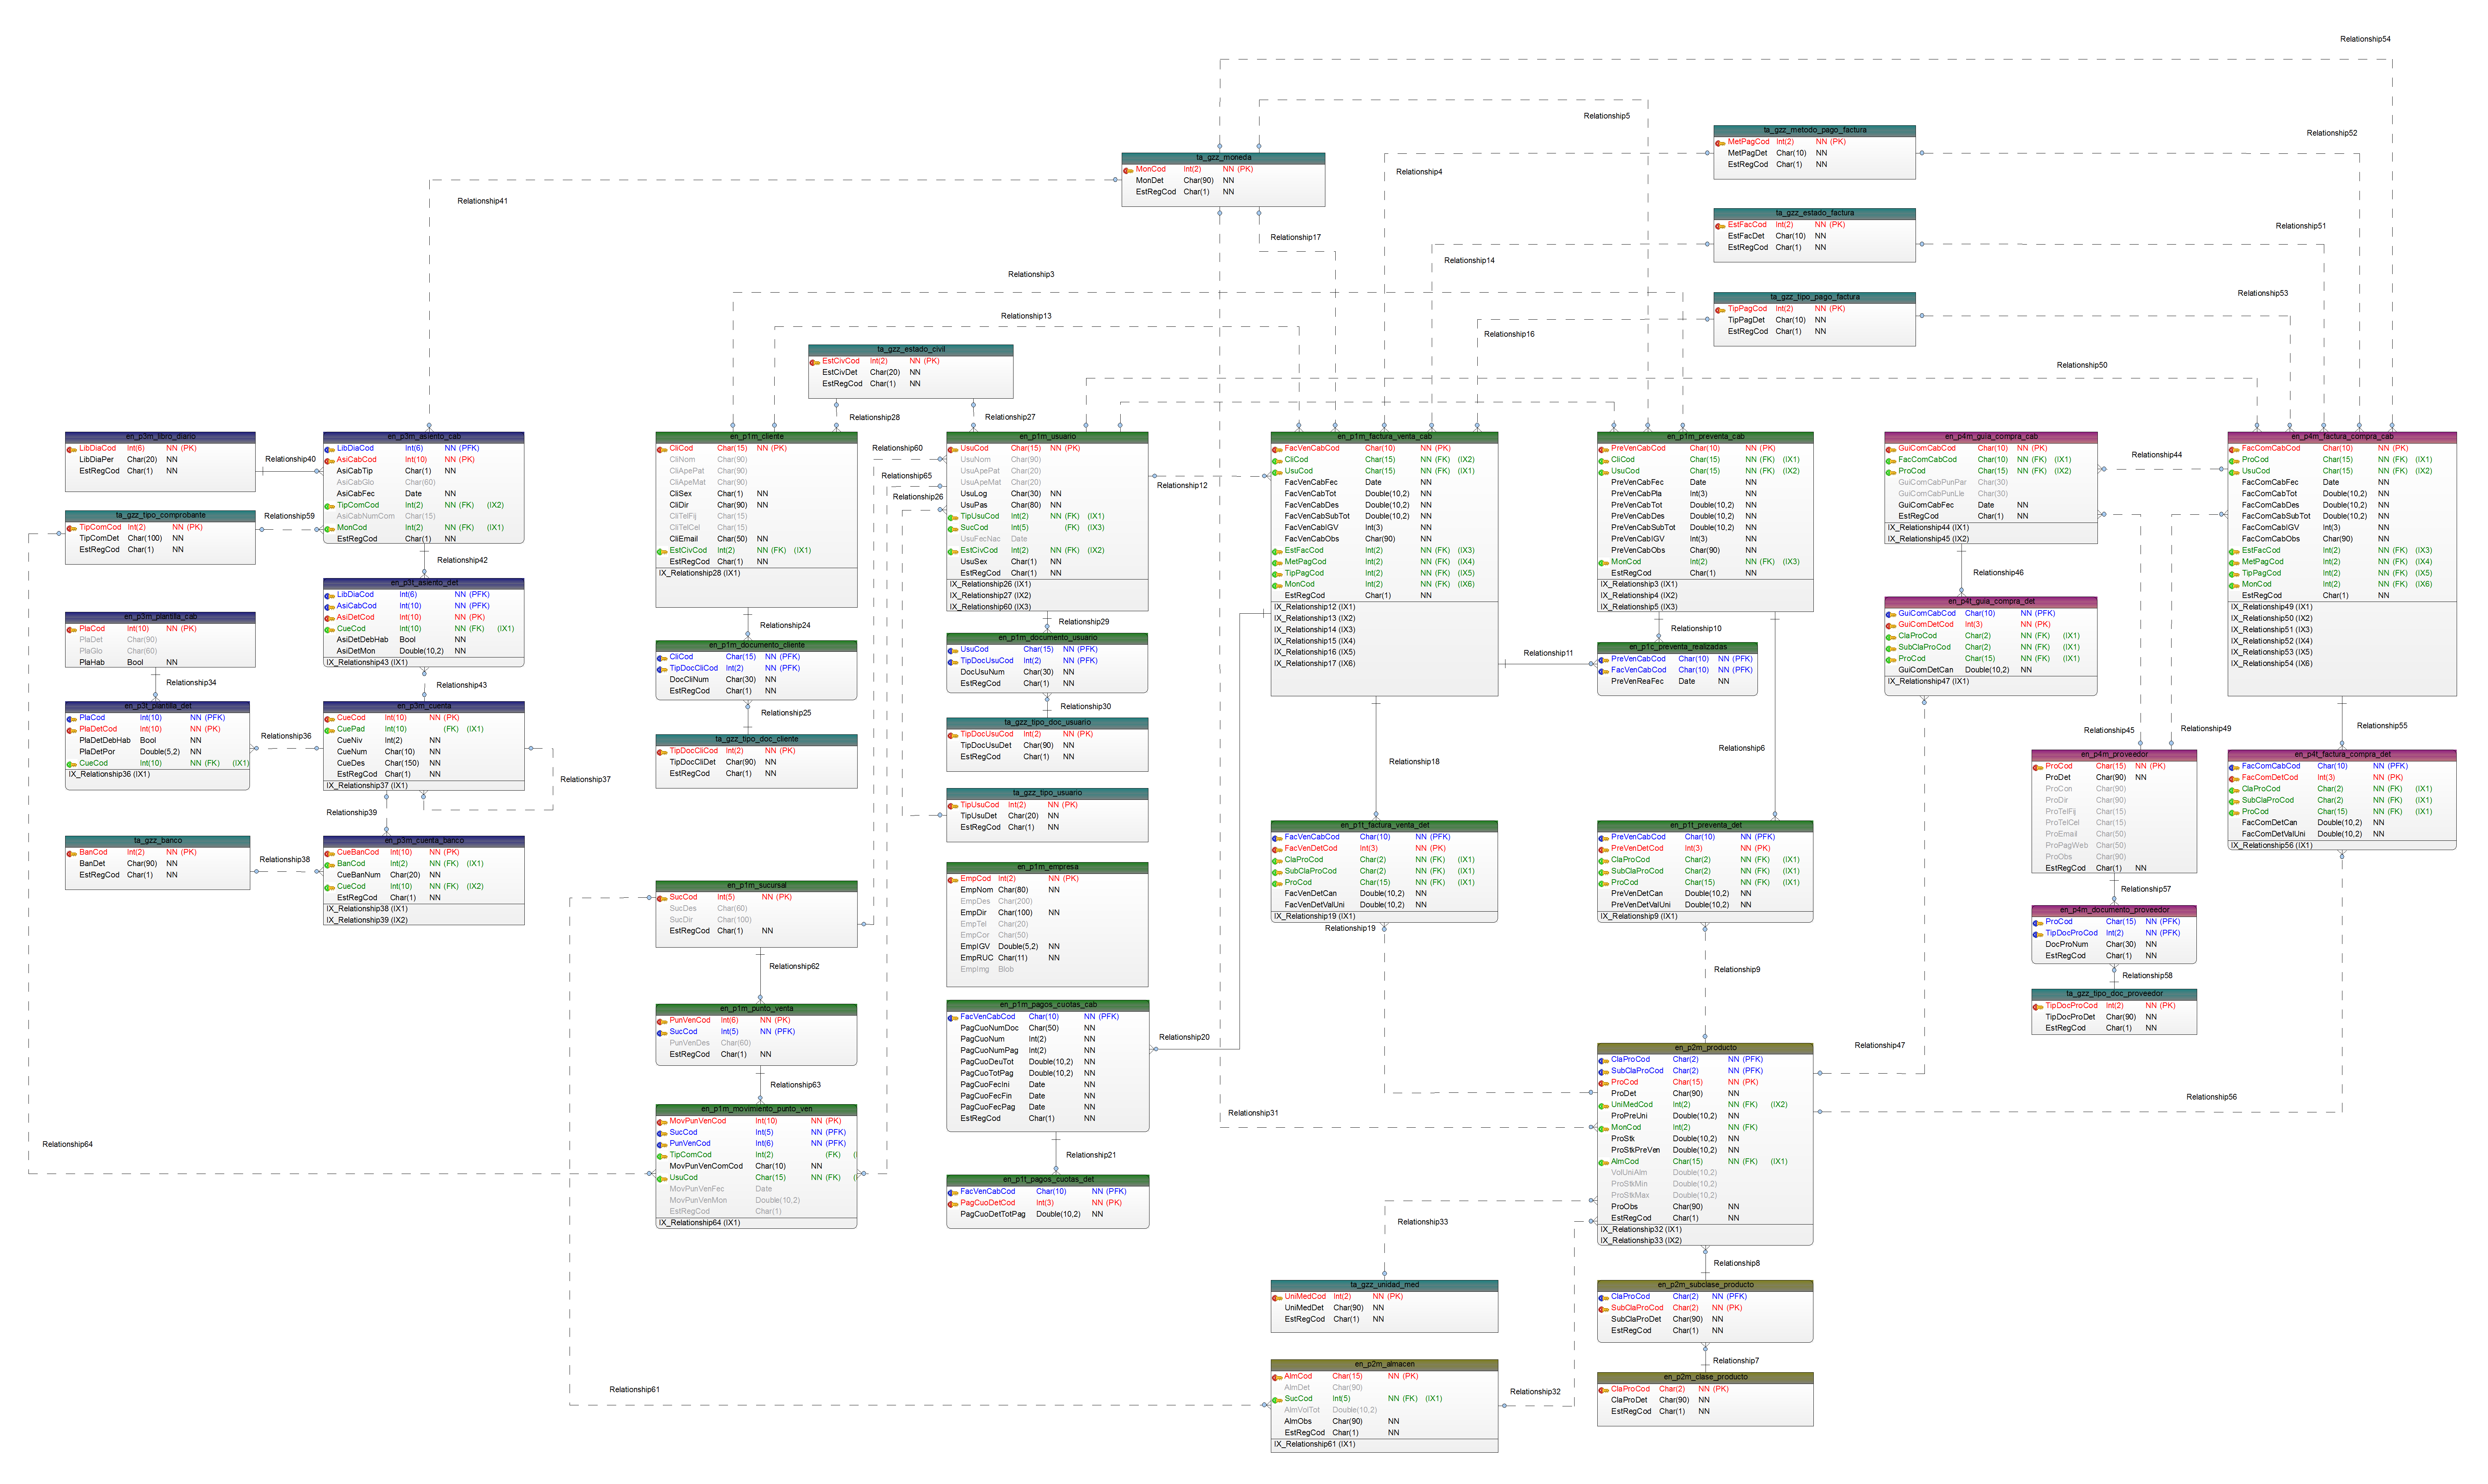 Relationship54
Relationship5
Relationship52
Relationship4
Relationship41
Relationship17
Relationship51
Relationship14
Relationship3
Relationship53
Relationship13
Relationship16
Relationship50
Relationship28
Relationship27
ta_gzz_moneda
MonCod Int(2) NN (PK)
MonDet Char(90) NN
EstRegCod Char(1) NN
ta_gzz_metodo_pago_factura
MetPagCod Int(2) NN (PK)
MetPagDet Char(10) NN
EstRegCod Char(1) NN
ta_gzz_estado_factura
EstFacCod Int(2) NN (PK)
EstFacDet Char(10) NN
EstRegCod Char(1) NN
ta_gzz_tipo_pago_factura
TipPagCod Int(2) NN (PK)
TipPagDet Char(10) NN
EstRegCod Char(1) NN
ta_gzz_estado_civil
EstCivCod Int(2) NN (PK)
EstCivDet Char(20) NN
EstRegCod Char(1) NN
en_p3m_libro_diario
LibDiaCod Int(6) NN (PK)
LibDiaPer Char(20) NN
EstRegCod Char(1) NN
Relationship40
en_p3m_asiento_cab
LibDiaCod Int(6) NN (PFK)
AsiCabCod Int(10) NN (PK)
AsiCabTip Char(1) NN
AsiCabGlo Char(60)
AsiCabFec Date NN
TipComCod Int(2) NN (FK) (IX2)
AsiCabNumCom Char(15)
MonCod Int(2) NN (FK) (IX1)
EstRegCod Char(1) NN
ta_gzz_tipo_comprobante
TipComCod Int(2) NN (PK)
TipComDet Char(100) NN
EstRegCod Char(1) NN
Relationship59
Relationship42
en_p3t_asiento_det
LibDiaCod Int(6) NN (PFK)
AsiCabCod Int(10) NN (PFK)
AsiDetCod Int(10) NN (PK)
CueCod Int(10) NN (FK) (IX1)
AsiDetDebHab Bool NN
AsiDetMon Double(10,2) NN
IX_Relationship43 (IX1)
en_p3m_plantilla_cab
PlaCod Int(10) NN (PK)
PlaDet Char(90)
PlaGlo Char(60)
PlaHab Bool NN
Relationship34
Relationship43
en_p3t_plantilla_det
PlaCod Int(10) NN (PFK)
PlaDetCod Int(10) NN (PK)
PlaDetDebHab Bool NN
PlaDetPor Double(5,2) NN
CueCod Int(10) NN (FK) (IX1)
IX_Relationship36 (IX1)
Relationship36
en_p3m_cuenta
CueCod Int(10) NN (PK)
CuePad Int(10) (FK) (IX1)
CueNiv Int(2) NN
CueNum Char(10) NN
CueDes Char(150) NN
EstRegCod Char(1) NN
IX_Relationship37 (IX1)
Relationship37
Relationship39
ta_gzz_banco
BanCod Int(2) NN (PK)
BanDet Char(90) NN
EstRegCod Char(1) NN
Relationship38
en_p3m_cuenta_banco
CueBanCod Int(10) NN (PK)
BanCod Int(2) NN (FK) (IX1)
CueBanNum Char(20) NN
CueCod Int(10) NN (FK) (IX2)
EstRegCod Char(1) NN
IX_Relationship38 (IX1)
IX_Relationship39 (IX2)
Relationship64
en_p1m_cliente
CliCod Char(15) NN (PK)
CliNom Char(90)
CliApePat Char(90)
CliApeMat Char(90)
CliSex Char(1) NN
CliDir Char(90) NN
CliTelFij Char(15)
CliTelCel Char(15)
CliEmail Char(50) NN
EstCivCod Int(2) NN (FK) (IX1)
EstRegCod Char(1) NN
IX_Relationship28 (IX1)
Relationship24
en_p1m_documento_cliente
CliCod Char(15) NN (PFK)
TipDocCliCod Int(2) NN (PFK)
DocCliNum Char(30) NN
EstRegCod Char(1) NN
Relationship25
ta_gzz_tipo_doc_cliente
TipDocCliCod Int(2) NN (PK)
TipDocCliDet Char(90) NN
EstRegCod Char(1) NN
Relationship60
Relationship65
Relationship26
en_p1m_usuario
UsuCod Char(15) NN (PK)
UsuNom Char(90)
UsuApePat Char(20)
UsuApeMat Char(20)
UsuLog Char(30) NN
UsuPas Char(80) NN
TipUsuCod Int(2) NN (FK) (IX1)
SucCod Int(5) (FK) (IX3)
UsuFecNac Date
EstCivCod Int(2) NN (FK) (IX2)
UsuSex Char(1) NN
EstRegCod Char(1) NN
IX_Relationship26 (IX1)
IX_Relationship27 (IX2)
IX_Relationship60 (IX3)
Relationship12
Relationship29
en_p1m_documento_usuario
UsuCod Char(15) NN (PFK)
TipDocUsuCod Int(2) NN (PFK)
DocUsuNum Char(30) NN
EstRegCod Char(1) NN
Relationship30
ta_gzz_tipo_doc_usuario
TipDocUsuCod Int(2) NN (PK)
TipDocUsuDet Char(90) NN
EstRegCod Char(1) NN
ta_gzz_tipo_usuario
TipUsuCod Int(2) NN (PK)
TipUsuDet Char(20) NN
EstRegCod Char(1) NN
en_p1m_empresa
EmpCod Int(2) NN (PK)
EmpNom Char(80) NN
EmpDes Char(200)
EmpDir Char(100) NN
EmpTel Char(20)
EmpCor Char(50)
EmpIGV Double(5,2) NN
EmpRUC Char(11) NN
EmpImg Blob
en_p1m_sucursal
SucCod Int(5) NN (PK)
SucDes Char(60)
SucDir Char(100)
EstRegCod Char(1) NN
Relationship62
en_p1m_punto_venta
PunVenCod Int(6) NN (PK)
SucCod Int(5) NN (PFK)
PunVenDes Char(60)
EstRegCod Char(1) NN
Relationship63
en_p1m_movimiento_punto_ven
MovPunVenCod Int(10) NN (PK)
SucCod Int(5) NN (PFK)
PunVenCod Int(6) NN (PFK)
TipComCod Int(2) (FK) (
MovPunVenComCod Char(10) NN
UsuCod Char(15) NN (FK) (
MovPunVenFec Date
MovPunVenMon Double(10,2)
EstRegCod Char(1)
IX_Relationship64 (IX1)
en_p1m_pagos_cuotas_cab
FacVenCabCod Char(10) NN (PFK)
PagCuoNumDoc Char(50) NN
PagCuoNum Int(2) NN
PagCuoNumPag Int(2) NN
PagCuoDeuTot Double(10,2) NN
PagCuoTotPag Double(10,2) NN
PagCuoFecIni Date NN
PagCuoFecFin Date NN
PagCuoFecPag Date NN
EstRegCod Char(1) NN
Relationship20
Relationship21
en_p1t_pagos_cuotas_det
FacVenCabCod Char(10) NN (PFK)
PagCuoDetCod Int(3) NN (PK)
PagCuoDetTotPag Double(10,2) NN
Relationship61
en_p1m_factura_venta_cab
FacVenCabCod Char(10) NN (PK)
CliCod Char(15) NN (FK) (IX2)
UsuCod Char(15) NN (FK) (IX1)
FacVenCabFec Date NN
FacVenCabTot Double(10,2) NN
FacVenCabDes Double(10,2) NN
FacVenCabSubTot Double(10,2) NN
FacVenCabIGV Int(3) NN
FacVenCabObs Char(90) NN
EstFacCod Int(2) NN (FK) (IX3)
MetPagCod Int(2) NN (FK) (IX4)
TipPagCod Int(2) NN (FK) (IX5)
MonCod Int(2) NN (FK) (IX6)
EstRegCod Char(1) NN
IX_Relationship12 (IX1)
IX_Relationship13 (IX2)
IX_Relationship14 (IX3)
IX_Relationship15 (IX4)
IX_Relationship16 (IX5)
IX_Relationship17 (IX6)
Relationship11
Relationship18
en_p1t_factura_venta_det
FacVenCabCod Char(10) NN (PFK)
FacVenDetCod Int(3) NN (PK)
ClaProCod Char(2) NN (FK) (IX1)
SubClaProCod Char(2) NN (FK) (IX1)
ProCod Char(15) NN (FK) (IX1)
FacVenDetCan Double(10,2) NN
FacVenDetValUni Double(10,2) NN
IX_Relationship19 (IX1)
Relationship19
Relationship31
Relationship33
ta_gzz_unidad_med
UniMedCod Int(2) NN (PK)
UniMedDet Char(90) NN
EstRegCod Char(1) NN
en_p2m_almacen
AlmCod Char(15) NN (PK)
AlmDet Char(90)
SucCod Int(5) NN (FK) (IX1)
AlmVolTot Double(10,2)
AlmObs Char(90) NN
EstRegCod Char(1) NN
IX_Relationship61 (IX1)
Relationship32
en_p1m_preventa_cab
PreVenCabCod Char(10) NN (PK)
CliCod Char(15) NN (FK) (IX1)
UsuCod Char(15) NN (FK) (IX2)
PreVenCabFec Date NN
PreVenCabPla Int(3) NN
PreVenCabTot Double(10,2) NN
PreVenCabDes Double(10,2) NN
PreVenCabSubTot Double(10,2) NN
PreVenCabIGV Int(3) NN
PreVenCabObs Char(90) NN
MonCod Int(2) NN (FK) (IX3)
EstRegCod Char(1) NN
IX_Relationship3 (IX1)
IX_Relationship4 (IX2)
IX_Relationship5 (IX3)
Relationship10
en_p1c_preventa_realizadas
PreVenCabCod Char(10) NN (PFK)
FacVenCabCod Char(10) NN (PFK)
PreVenReaFec Date NN
Relationship6
en_p1t_preventa_det
PreVenCabCod Char(10) NN (PFK)
PreVenDetCod Int(3) NN (PK)
ClaProCod Char(2) NN (FK) (IX1)
SubClaProCod Char(2) NN (FK) (IX1)
ProCod Char(15) NN (FK) (IX1)
PreVenDetCan Double(10,2) NN
PreVenDetValUni Double(10,2) NN
IX_Relationship9 (IX1)
Relationship9
en_p2m_producto
ClaProCod Char(2) NN (PFK)
SubClaProCod Char(2) NN (PFK)
ProCod Char(15) NN (PK)
ProDet Char(90) NN
UniMedCod Int(2) NN (FK) (IX2)
ProPreUni Double(10,2) NN
MonCod Int(2) NN (FK)
ProStk Double(10,2) NN
ProStkPreVen Double(10,2) NN
AlmCod Char(15) NN (FK) (IX1)
VolUniAlm Double(10,2)
ProStkMin Double(10,2)
ProStkMax Double(10,2)
ProObs Char(90) NN
EstRegCod Char(1) NN
IX_Relationship32 (IX1)
IX_Relationship33 (IX2)
Relationship8
en_p2m_subclase_producto
ClaProCod Char(2) NN (PFK)
SubClaProCod Char(2) NN (PK)
SubClaProDet Char(90) NN
EstRegCod Char(1) NN
Relationship7
en_p2m_clase_producto
ClaProCod Char(2) NN (PK)
ClaProDet Char(90) NN
EstRegCod Char(1) NN
en_p4m_guia_compra_cab
GuiComCabCod Char(10) NN (PK)
FacComCabCod Char(10) NN (FK) (IX1)
ProCod Char(15) NN (FK) (IX2)
GuiComCabPunPar Char(30)
GuiComCabPunLle Char(30)
GuiComCabFec Date NN
EstRegCod Char(1) NN
IX_Relationship44 (IX1)
IX_Relationship45 (IX2)
Relationship44
Relationship46
en_p4t_guia_compra_det
GuiComCabCod Char(10) NN (PFK)
GuiComDetCod Int(3) NN (PK)
ClaProCod Char(2) NN (FK) (IX1)
SubClaProCod Char(2) NN (FK) (IX1)
ProCod Char(15) NN (FK) (IX1)
GuiComDetCan Double(10,2) NN
IX_Relationship47 (IX1)
Relationship45
Relationship49
en_p4m_proveedor
ProCod Char(15) NN (PK)
ProDet Char(90) NN
ProCon Char(90)
ProDir Char(90)
ProTelFij Char(15)
ProTelCel Char(15)
ProEmail Char(50)
ProPagWeb Char(50)
ProObs Char(90)
EstRegCod Char(1) NN
Relationship57
en_p4m_documento_proveedor
ProCod Char(15) NN (PFK)
TipDocProCod Int(2) NN (PFK)
DocProNum Char(30) NN
EstRegCod Char(1) NN
Relationship58
ta_gzz_tipo_doc_proveedor
TipDocProCod Int(2) NN (PK)
TipDocProDet Char(90) NN
EstRegCod Char(1) NN
Relationship47
Relationship56
en_p4m_factura_compra_cab
FacComCabCod Char(10) NN (PK)
ProCod Char(15) NN (FK) (IX1)
UsuCod Char(15) NN (FK) (IX2)
FacComCabFec Date NN
FacComCabTot Double(10,2) NN
FacComCabDes Double(10,2) NN
FacComCabSubTot Double(10,2) NN
FacComCabIGV Int(3) NN
FacComCabObs Char(90) NN
EstFacCod Int(2) NN (FK) (IX3)
MetPagCod Int(2) NN (FK) (IX4)
TipPagCod Int(2) NN (FK) (IX5)
MonCod Int(2) NN (FK) (IX6)
EstRegCod Char(1) NN
IX_Relationship49 (IX1)
IX_Relationship50 (IX2)
IX_Relationship51 (IX3)
IX_Relationship52 (IX4)
IX_Relationship53 (IX5)
IX_Relationship54 (IX6)
Relationship55
en_p4t_factura_compra_det
FacComCabCod Char(10) NN (PFK)
FacComDetCod Int(3) NN (PK)
ClaProCod Char(2) NN (FK) (IX1)
SubClaProCod Char(2) NN (FK) (IX1)
ProCod Char(15) NN (FK) (IX1)
FacComDetCan Double(10,2) NN
FacComDetValUni Double(10,2) NN
IX_Relationship56 (IX1)